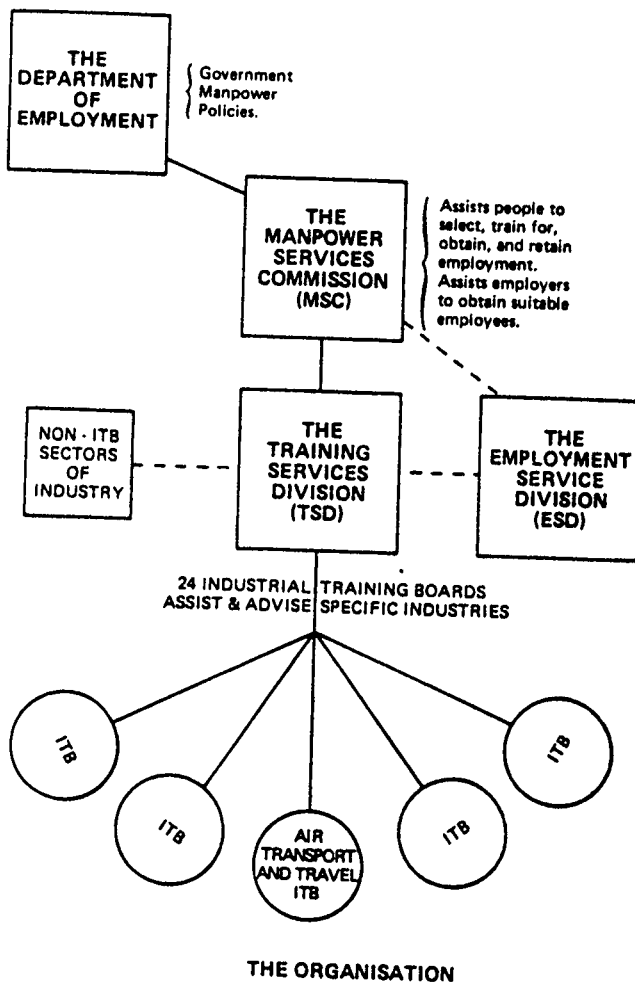 THE
DEPARTMENT
OF
EMPLOYMENT
Government
Manpower
Policies.
THE
MANPOWER
SERVICES
COMMISSION
(MSC)
Assists people to
select, train for,
obtain, and retain
employment.
Assists employers
to obtain suitable
employees.
NON - ITB
SECTORS
OF
INDUSTRY
THE
TRAINING
SERVICES
DIVISION
(TSD)
THE
EMPLOYMENT
SERVICE
DIVISION
(ESD)
24 INDUSTRIAL TRAINING BOARDS
ASSIST & ADVISE SPECIFIC INDUSTRIES
ITB
ITB
AIR
TRANSPORT
AND TRAVEL
ITB
ITB
ITB
THE ORGANISATION